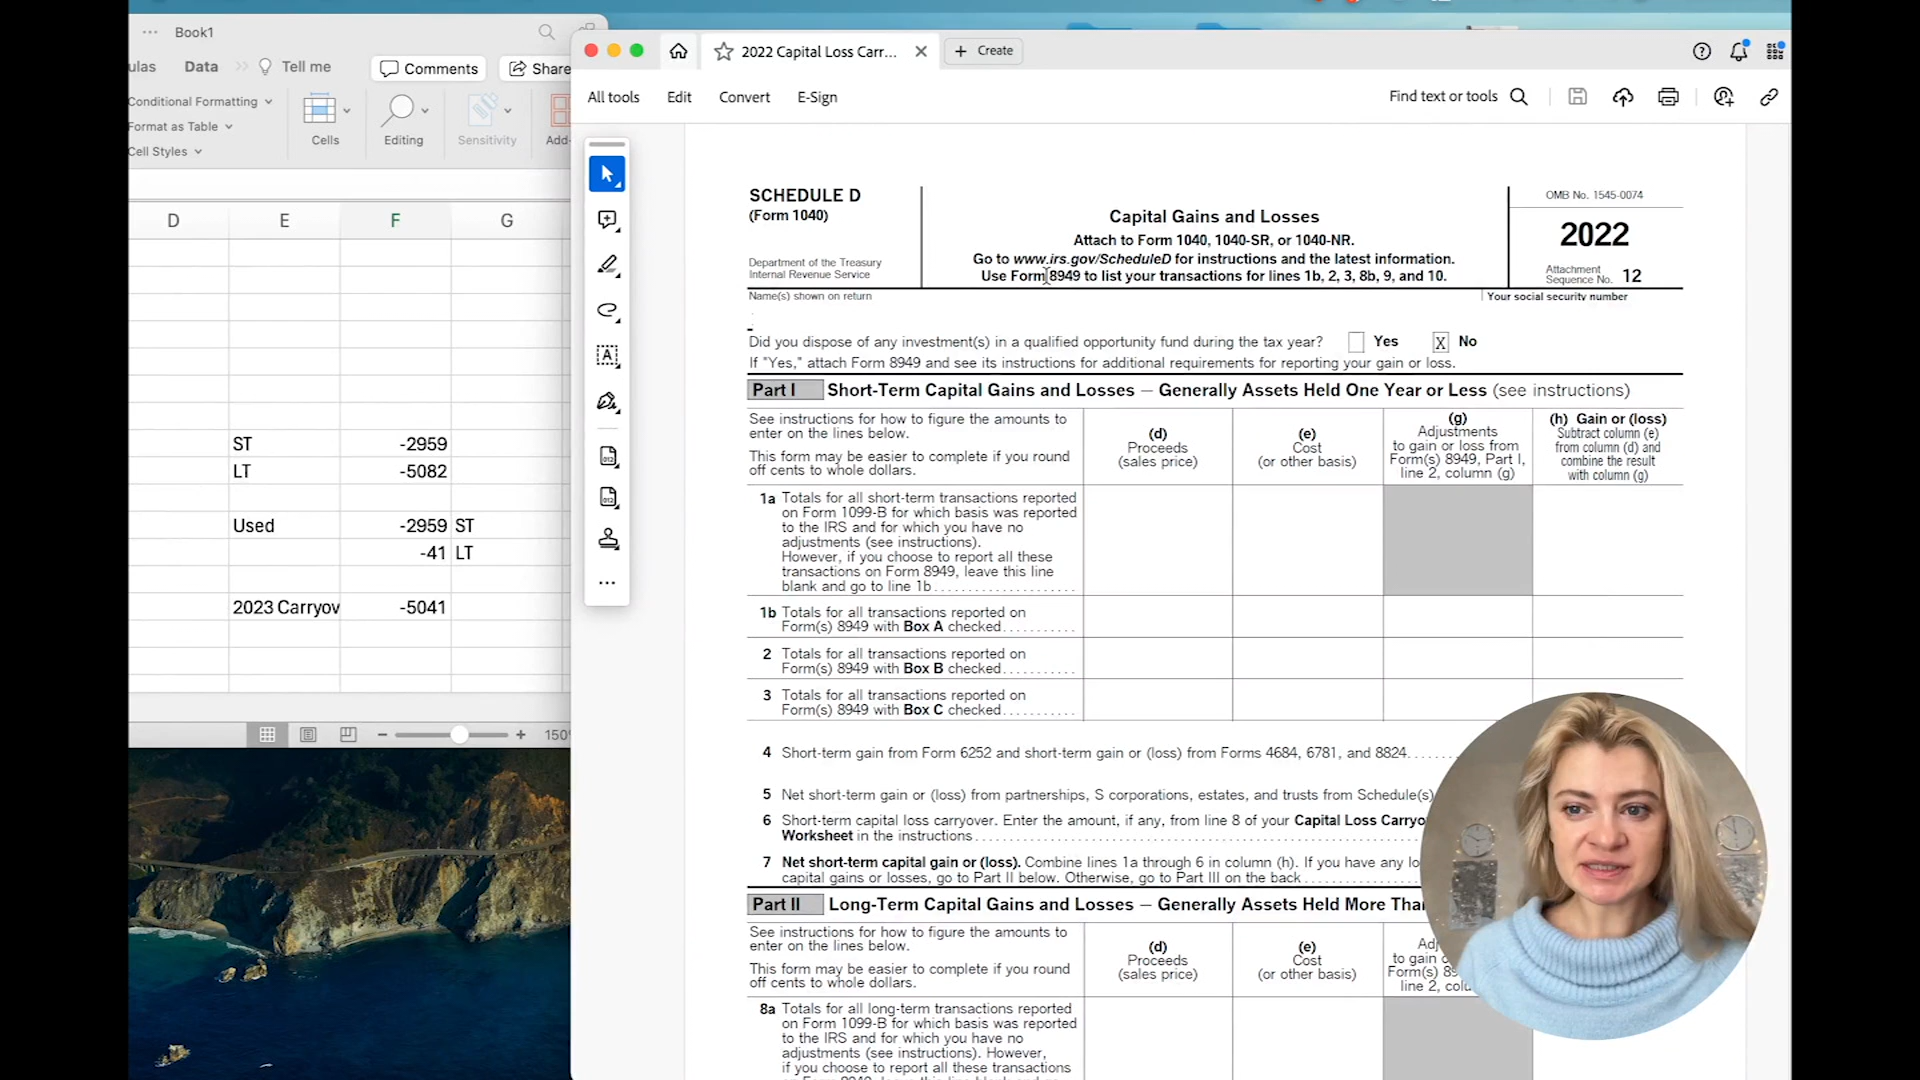 Book1
ulas
Data
Tell me
Comments
Share
Conditional Formatting
Format as Table
Cell Styles
Cells
Editing
Sensitivity
Add-
D E F G
ST -2959
LT -5082
Used -2959 ST
-41 LT
2023 Carryov -5041
150%
2022 Capital Loss Carr...
Create
All tools
Edit
Convert
E-Sign
Find text or tools
SCHEDULE D
(Form 1040)
Department of the Treasury
Internal Revenue Service
Capital Gains and Losses
Attach to Form 1040, 1040-SR, or 1040-NR.
Go to www.irs.gov/ScheduleD for instructions and the latest information.
Use Form 8949 to list your transactions for lines 1b, 2, 3, 8b, 9, and 10.
OMB No. 1545-0074
2022
Attachment
Sequence No. 12
Name(s) shown on return
Your social security number
Did you dispose of any investment(s) in a qualified opportunity fund during the tax year? Yes X No
If "Yes," attach Form 8949 and see its instructions for additional requirements for reporting your gain or loss.
Part I Short-Term Capital Gains and Losses — Generally Assets Held One Year or Less (see instructions)
See instructions for how to figure the amounts to
enter on the lines below.
This form may be easier to complete if you round
off cents to whole dollars.
(d)
Proceeds
(sales price)
(e)
Cost
(or other basis)
(g)
Adjustments
to gain or loss from
Form(s) 8949, Part I,
line 2, column (g)
(h) Gain or (loss)
Subtract column (e)
from column (d) and
combine the result
with column (g)
1a Totals for all short-term transactions reported
on Form 1099-B for which basis was reported
to the IRS and for which you have no
adjustments (see instructions).
However, if you choose to report all these
transactions on Form 8949, leave this line
blank and go to line 1b
1b Totals for all transactions reported on
Form(s) 8949 with Box A checked
2 Totals for all transactions reported on
Form(s) 8949 with Box B checked
3 Totals for all transactions reported on
Form(s) 8949 with Box C checked
4 Short-term gain from Form 6252 and short-term gain or (loss) from Forms 4684, 6781, and 8824
5 Net short-term gain or (loss) from partnerships, S corporations, estates, and trusts from Schedule(s)
6 Short-term capital loss carryover. Enter the amount, if any, from line 8 of your Capital Loss Carryo
Worksheet in the instructions
7 Net short-term capital gain or (loss). Combine lines 1a through 6 in column (h). If you have any lo
capital gains or losses, go to Part II below. Otherwise, go to Part III on the back
Part II Long-Term Capital Gains and Losses — Generally Assets Held More Tha
See instructions for how to figure the amounts to
enter on the lines below.
This form may be easier to complete if you round
off cents to whole dollars.
(d)
Proceeds
(sales price)
(e)
Cost
(or other basis)
Adj
to gain o
Form(s) 89
line 2, colu
8a Totals for all long-term transactions reported
on Form 1099-B for which basis was reported
to the IRS and for which you have no
adjustments (see instructions). However,
if you choose to report all these transactions